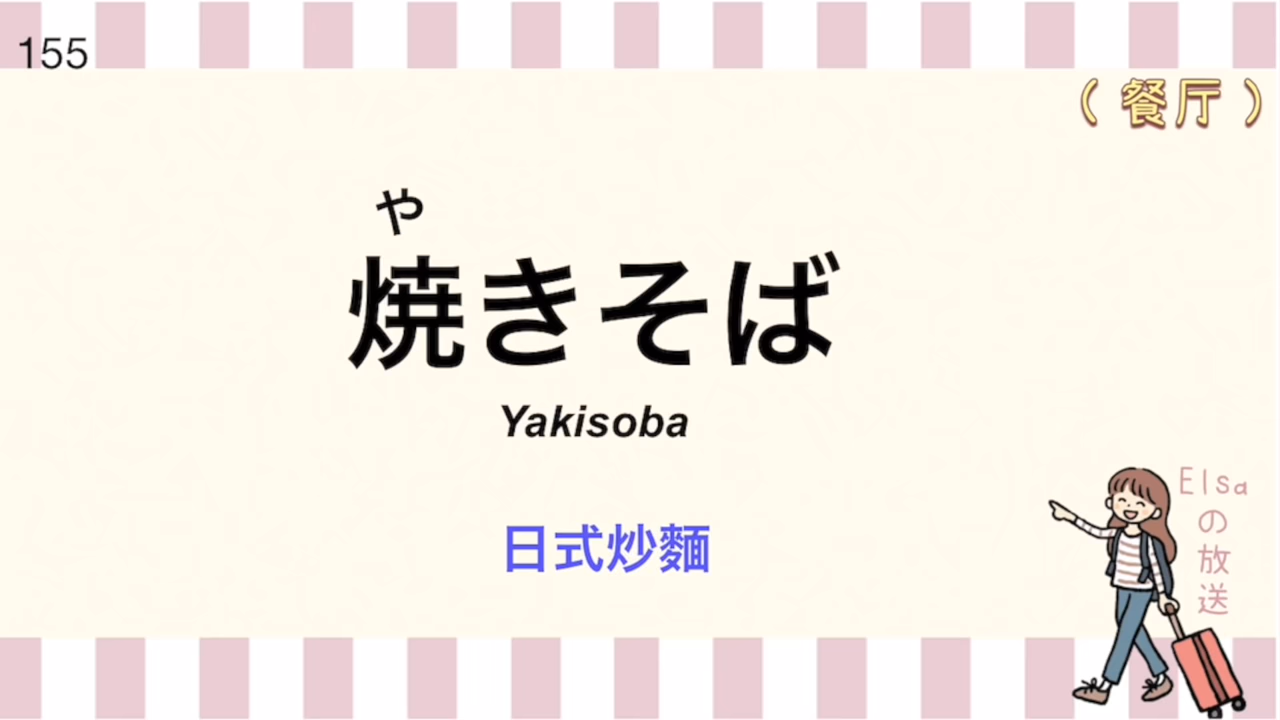 155
（餐厅）
や
焼きそば
Yakisoba
日式炒麵
Elsa
の
放
送